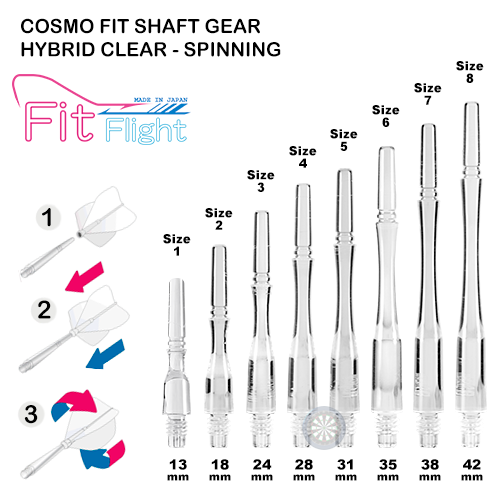 COSMO FIT SHAFT GEAR
HYBRID CLEAR - SPINNING
MADE IN JAPAN
Fit Flight
1
2
3
Size
1
Size
2
Size
3
Size
4
Size
5
Size
6
Size
7
Size
8
13
mm
18
mm
24
mm
28
mm
31
mm
35
mm
38
mm
42
mm